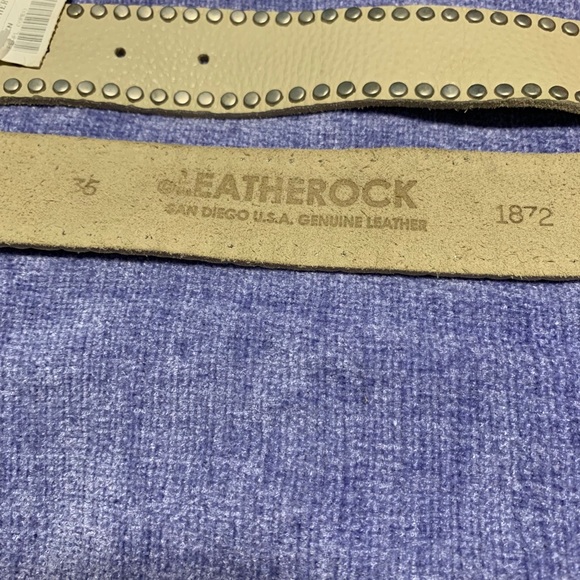 35
LEATHEROCK
SAN DIEGO U.S.A. GENUINE LEATHER
1872